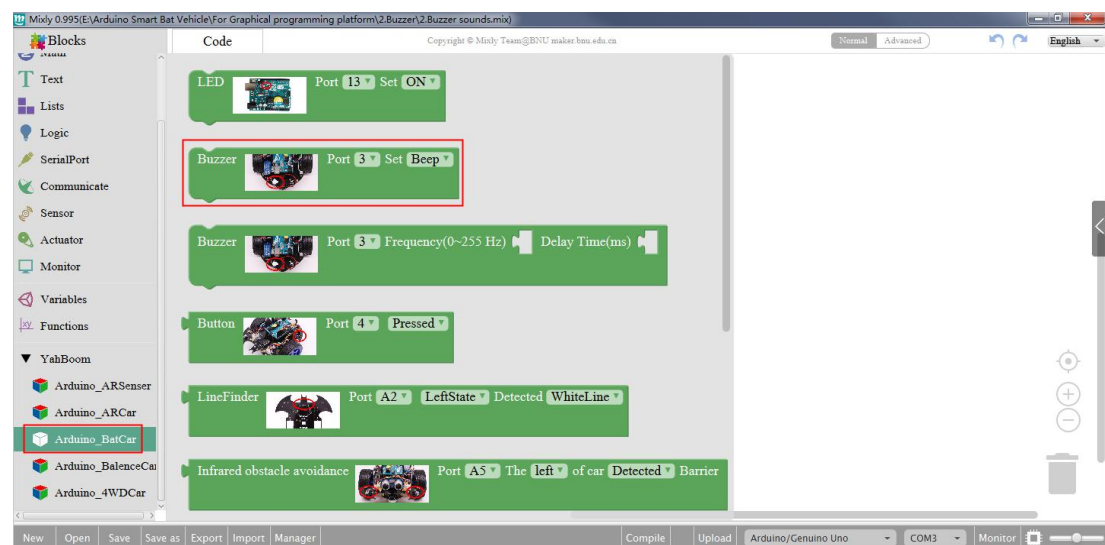 Mixly 0.995(E:\Arduino Smart Bat Vehicle\For Graphical programming platform\2.Buzzer\2.Buzzer sounds.mix)
Blocks
Code
Copyright © Mixly Team@BNU maker.bnu.edu.cn
Normal Advanced
English
Math
Text
Lists
Logic
SerialPort
Communicate
Sensor
Actuator
Monitor
Variables
Functions
YahBoom
Arduino_ARSenser
Arduino_ARCar
Arduino_BatCar
Arduino_BalenceCar
Arduino_4WDCar
LED Port 13 Set ON
Buzzer Port 3 Set Beep
Buzzer Port 3 Frequency(0~255 Hz) Delay Time(ms)
Button Port 4 Pressed
LineFinder Port A2 LeftState Detected WhiteLine
Infrared obstacle avoidance Port A5 The left of car Detected Barrier
New Open Save Save as Export Import Manager Compile Upload Arduino/Genuino Uno COM3 Monitor